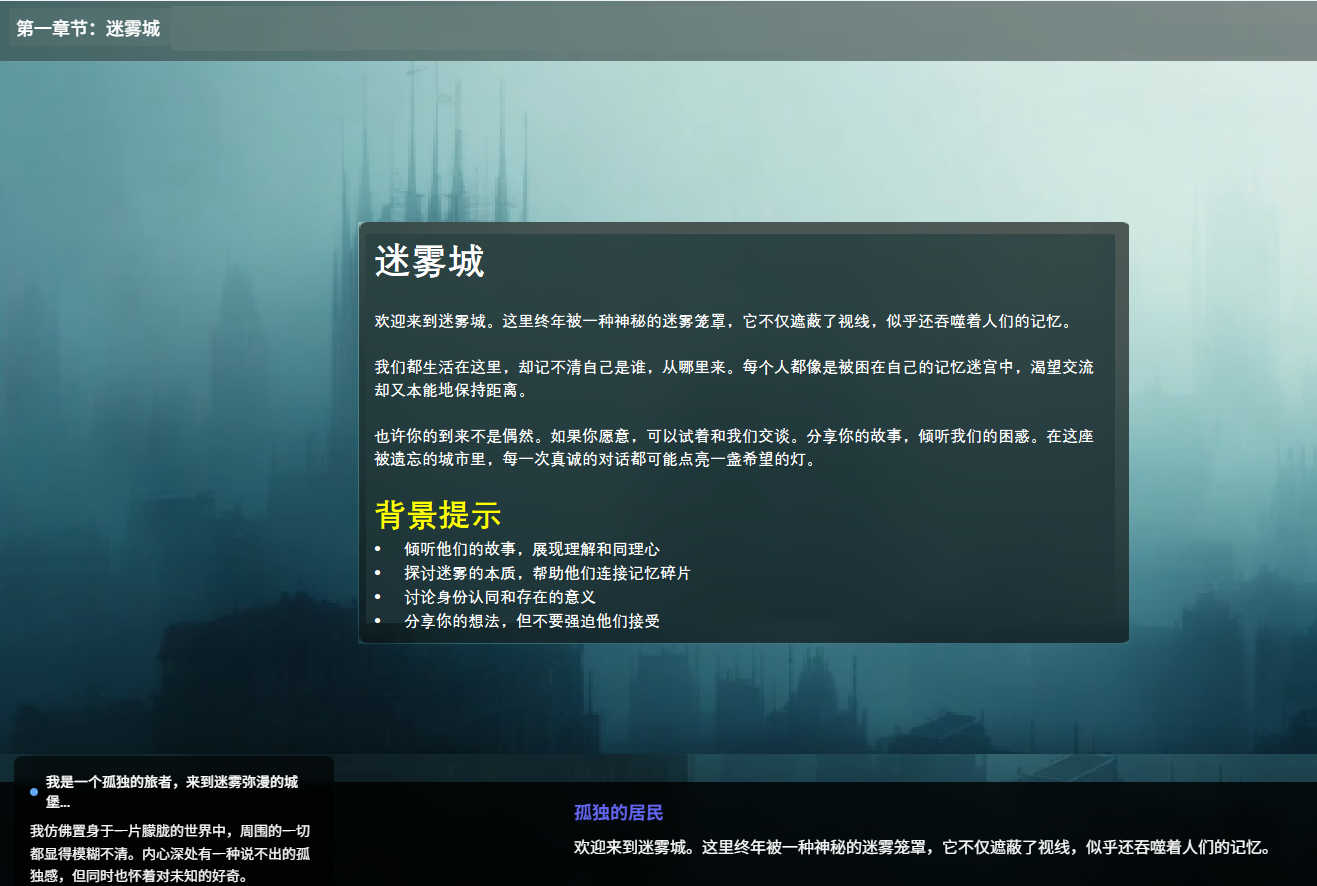 第一章节：迷雾城
迷雾城
欢迎来到迷雾城。这里终年被一种神秘的迷雾笼罩，它不仅遮蔽了视线，似乎还吞噬着人们的记忆。
我们都生活在这里，却记不清自己是谁，从哪里来。每个人都像是被困在自己的记忆迷宫中，渴望交流
却又本能地保持距离。
也许你的到来不是偶然。如果你愿意，可以试着和我们交谈。分享你的故事，倾听我们的困惑。在这座
被遗忘的城市里，每一次真诚的对话都可能点亮一盏希望的灯。
背景提示
• 倾听他们的故事，展现理解和同理心
• 探讨迷雾的本质，帮助他们连接记忆碎片
• 讨论身份认同和存在的意义
• 分享你的想法，但不要强迫他们接受
我是一个孤独的旅者，来到迷雾弥漫的城
堡...
我仿佛置身于一片朦胧的世界中，周围的一切
都显得模糊不清。内心深处有一种说不出的孤
独感，但同时也怀着对未知的好奇。
孤独的居民
欢迎来到迷雾城。这里终年被一种神秘的迷雾笼罩，它不仅遮蔽了视线，似乎还吞噬着人们的记忆。